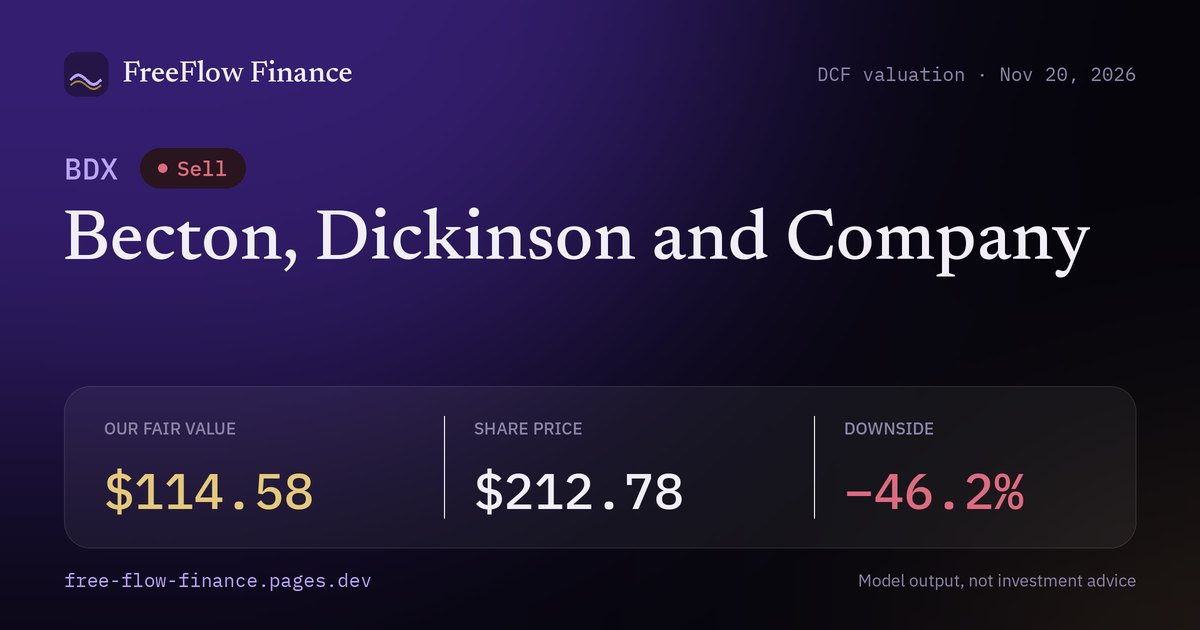 FreeFlow Finance
DCF valuation · Nov 20, 2026
BDX
Sell
Becton, Dickinson and Company
OUR FAIR VALUE
$114.58
SHARE PRICE
$212.78
DOWNSIDE
−46.2%
free-flow-finance.pages.dev
Model output, not investment advice